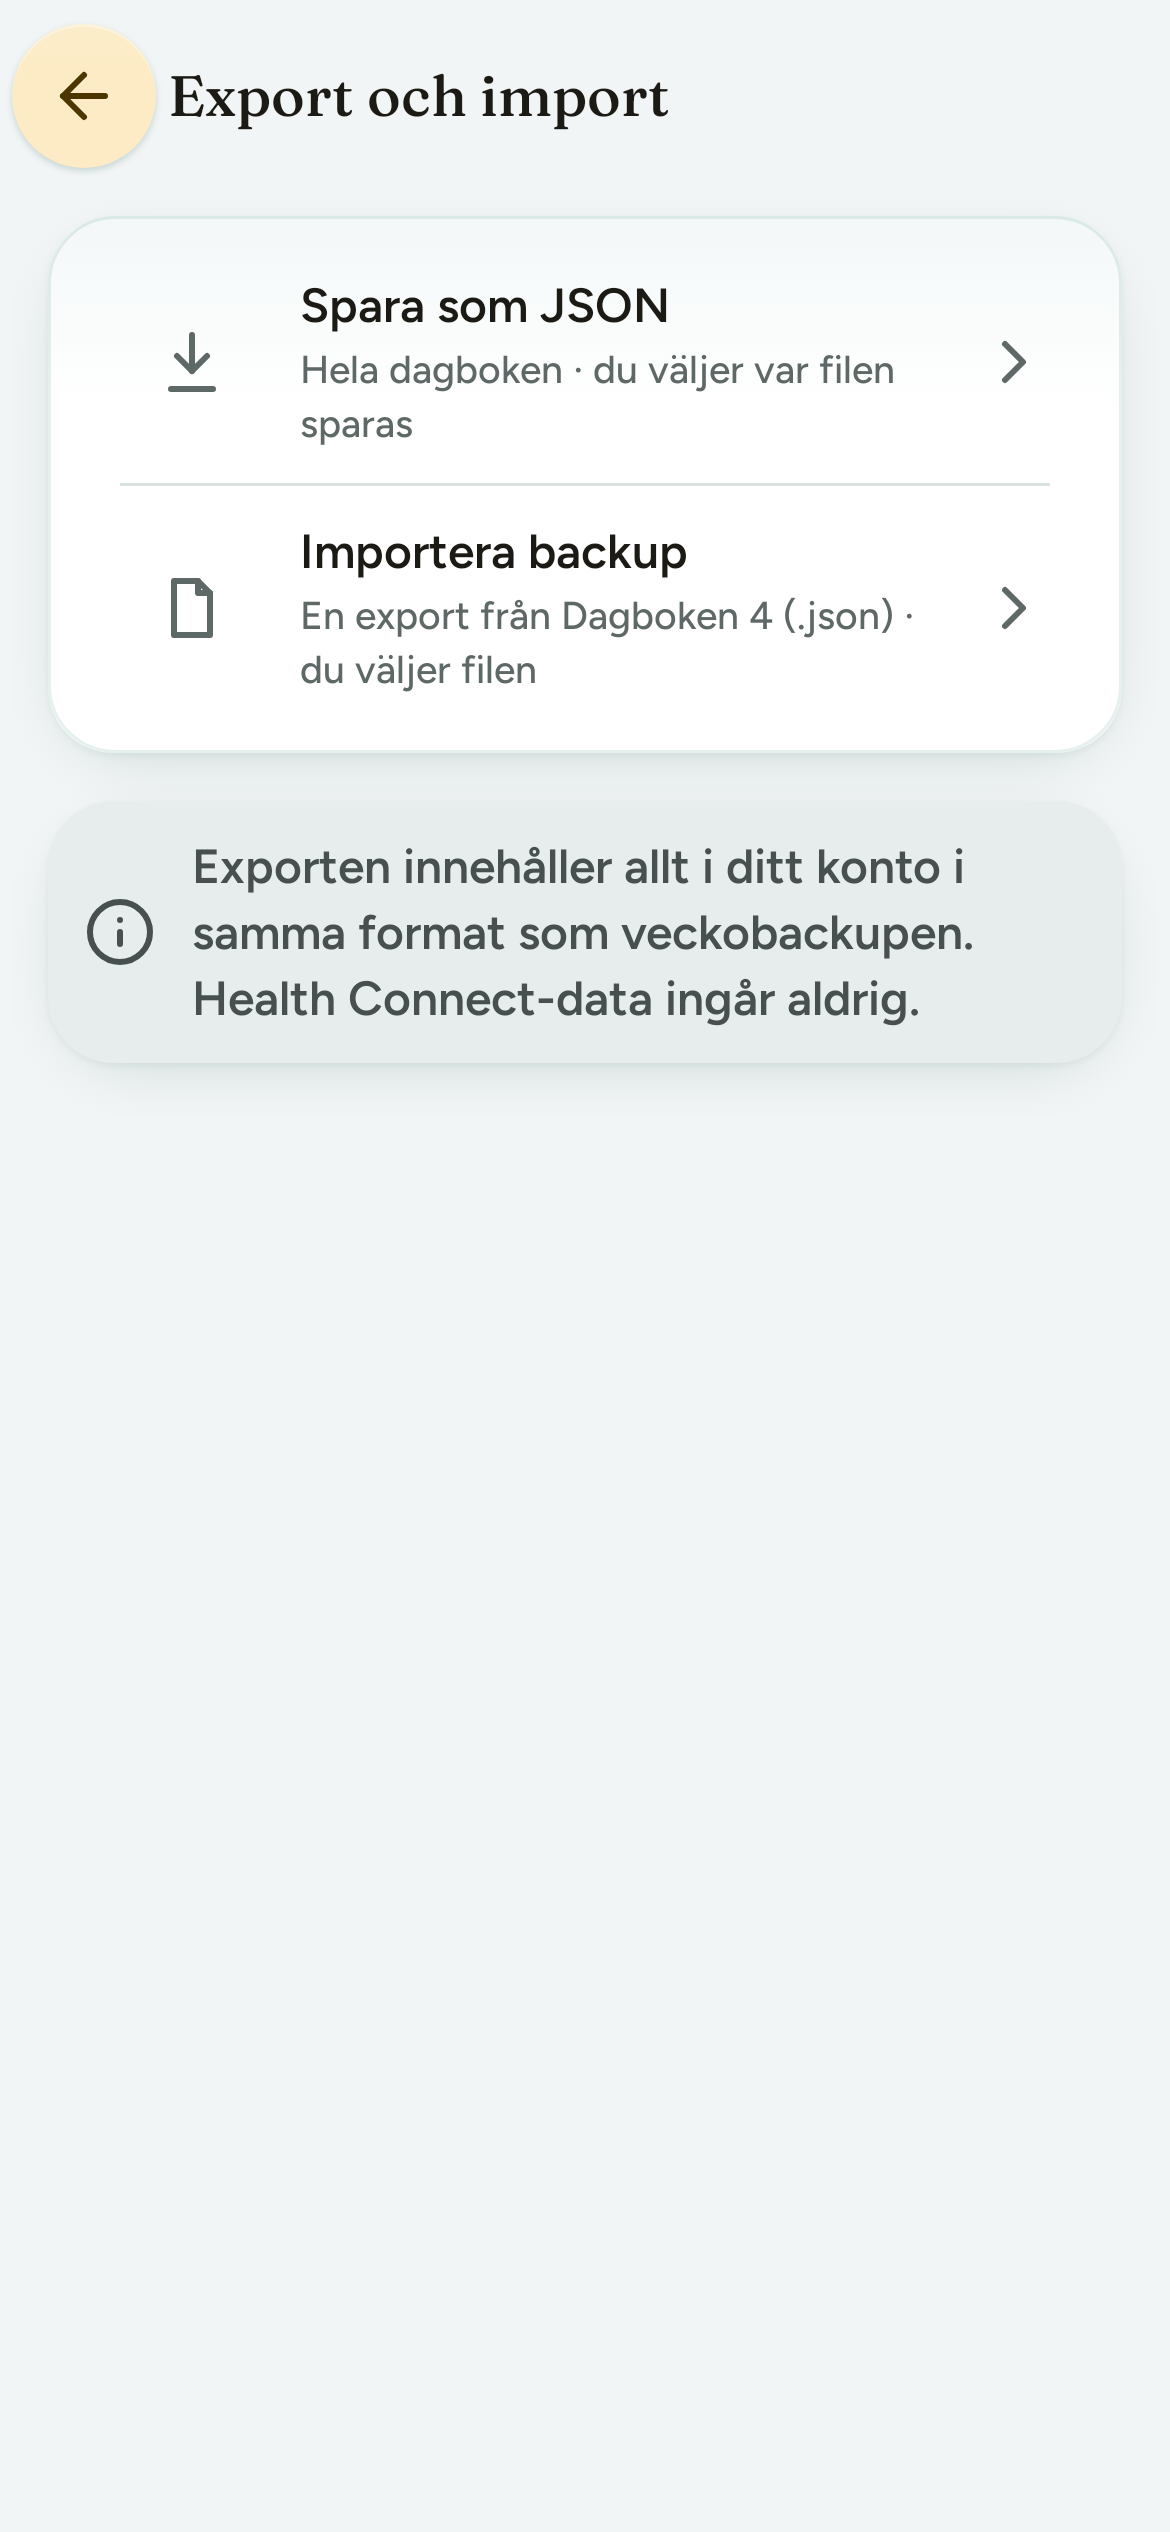 Export och import
Spara som JSON
Hela dagboken · du väljer var filen
sparas
Importera backup
En export från Dagboken 4 (.json) ·
du väljer filen
Exporten innehåller allt i ditt konto i
samma format som veckobackupen.
Health Connect-data ingår aldrig.